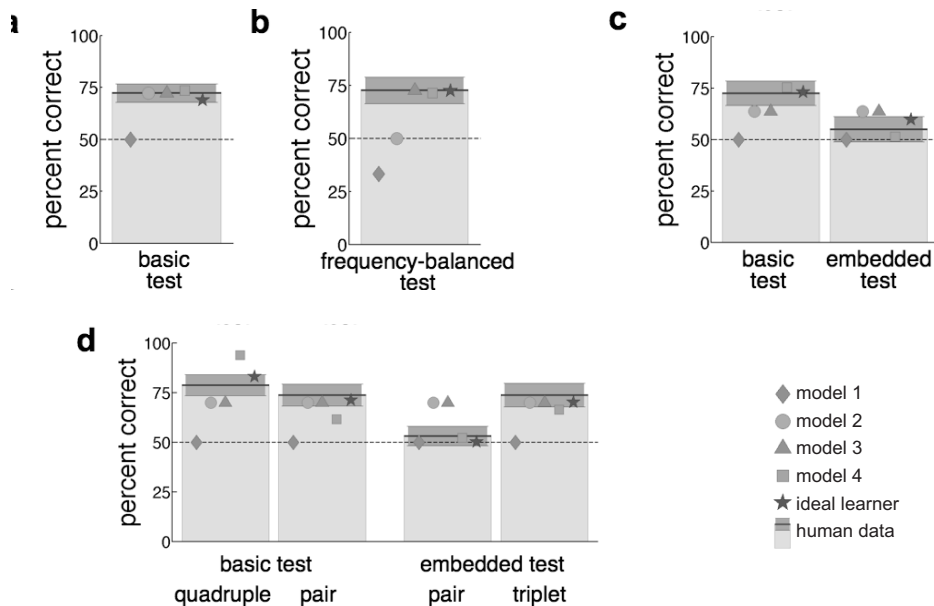 a
100
75
50
25
0
percent correct
basic
test
b
100
75
50
25
0
percent correct
frequency-balanced
test
c
100
75
50
25
0
percent correct
basic
test
embedded
test
d
100
75
50
25
0
percent correct
basic test
embedded test
quadruple
pair
pair
triplet
model 1
model 2
model 3
model 4
ideal learner
human data